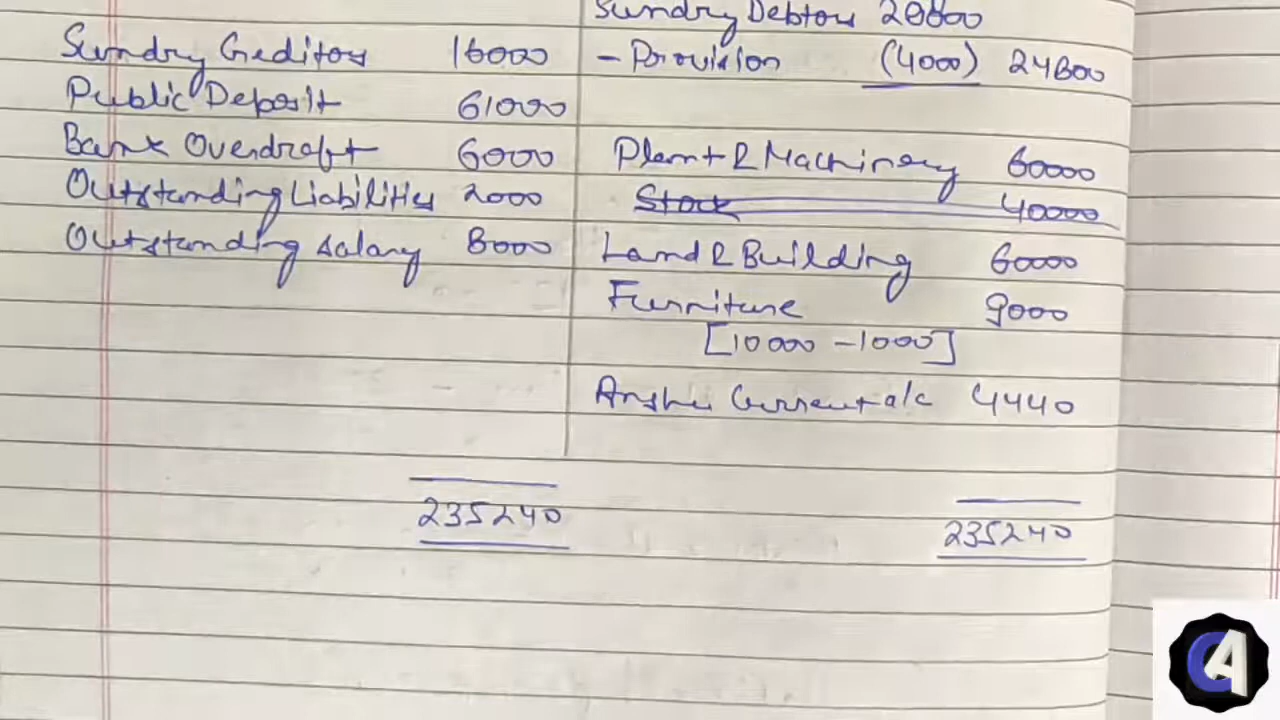 Sundry Creditors 16000
Public Deposit 61000
Bank Overdraft 6000
Outstanding Liabilities 2000
Outstanding salary 8000
235240
Sundry Debtors 28800
- Provision (4000) 24800
Plant & Machinery 60000
Stock 40000
Land & Building 60000
Furniture 9000
[10000 - 1000]
Anshu Current a/c 4440
235240
CA